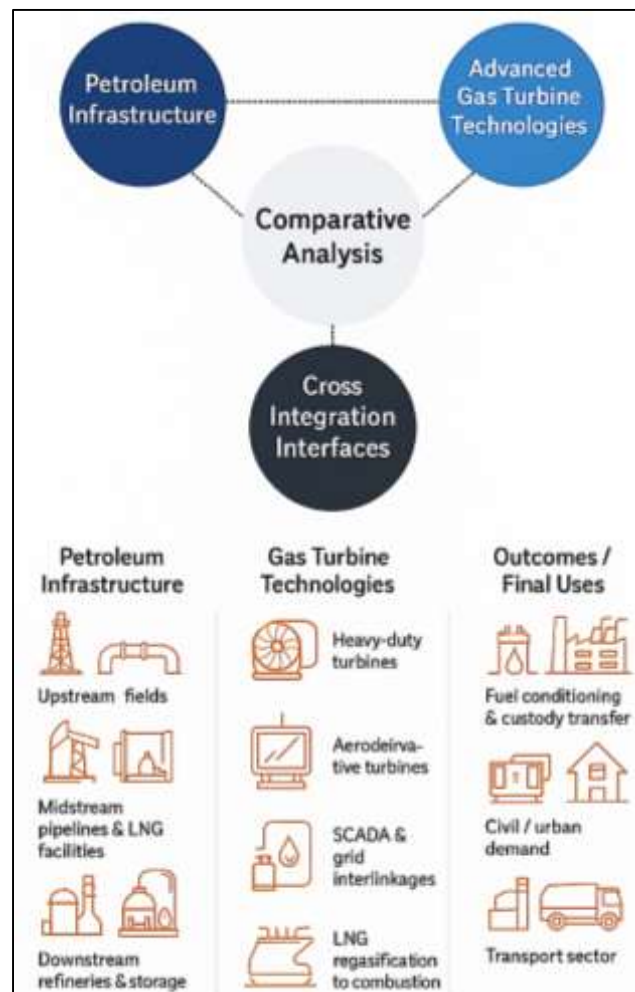 Petroleum
Infrastructure
Advanced
Gas Turbine
Technologies
Comparative
Analysis
Cross
Integration
Interfaces
Petroleum
Infrastructure
Upstream fields
Midstream
pipelines & LNG
facilities
Downstream
refineries & storage
Gas Turbine
Technologies
Heavy-duty
turbines
Aerodeirva-
tive turbines
SCADA &
grid
interlinkages
LNG
regasification
to combustion
Outcomes /
Final Uses
Fuel conditioning
& custody transfer
Civil / urban
demand
Transport sector